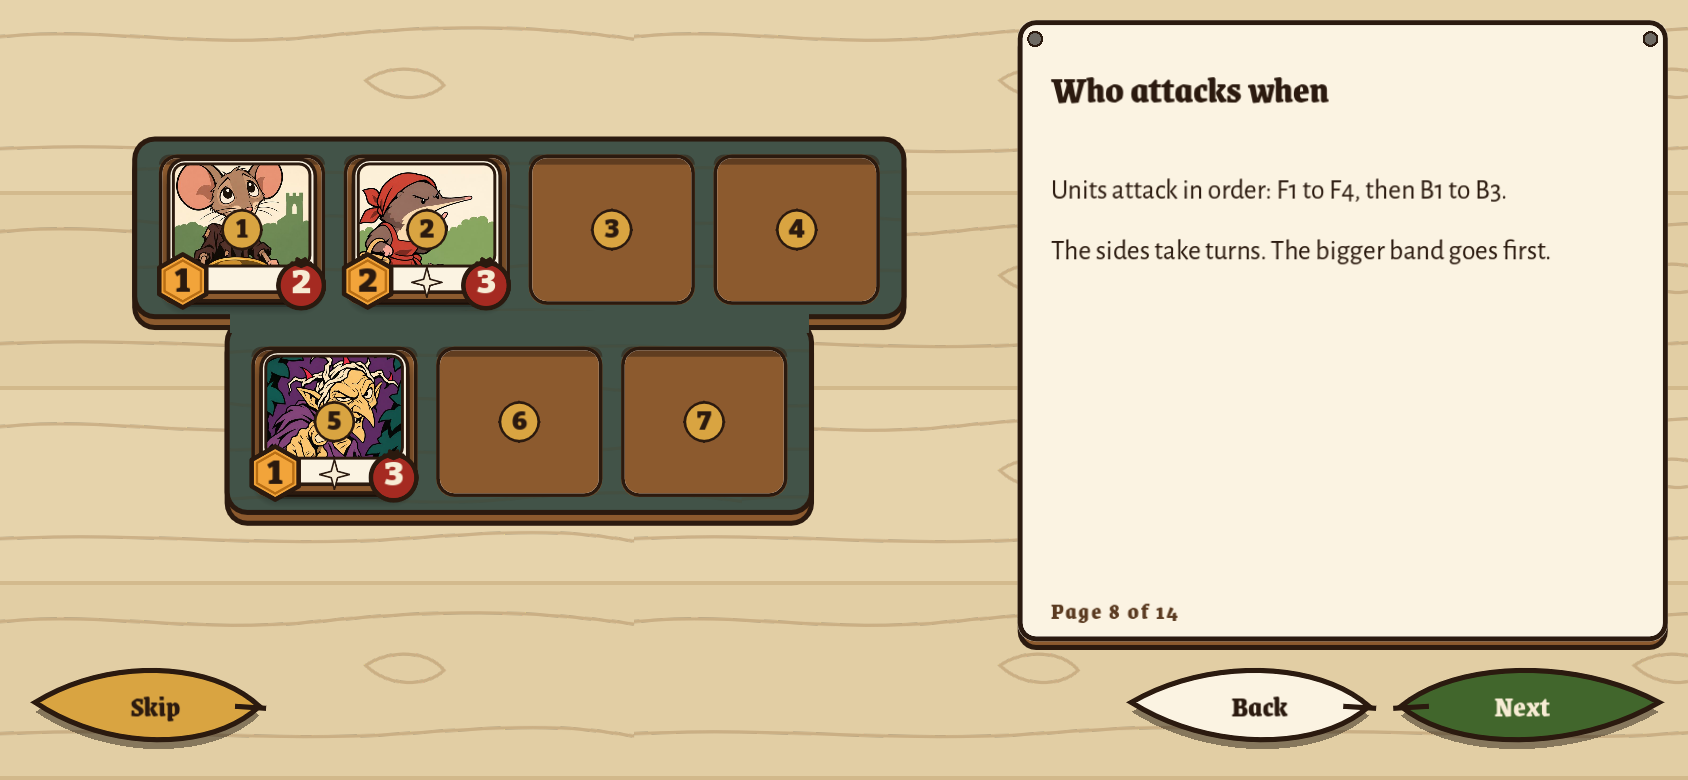 Who attacks when
Units attack in order: F1 to F4, then B1 to B3.
The sides take turns. The bigger band goes first.
Page 8 of 14
1
2
3
4
1
2
2
3
5
6
7
1
3
Skip
Back
Next